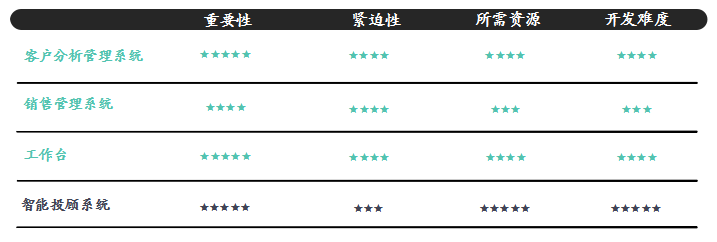 重要性 紧迫性 所需资源 开发难度
客户分析管理系统 ★★★★★ ★★★★ ★★★★ ★★★★
销售管理系统 ★★★★ ★★★★ ★★★ ★★★
工作台 ★★★★★ ★★★★ ★★★★ ★★★★
智能投顾系统 ★★★★★ ★★★ ★★★★★ ★★★★★